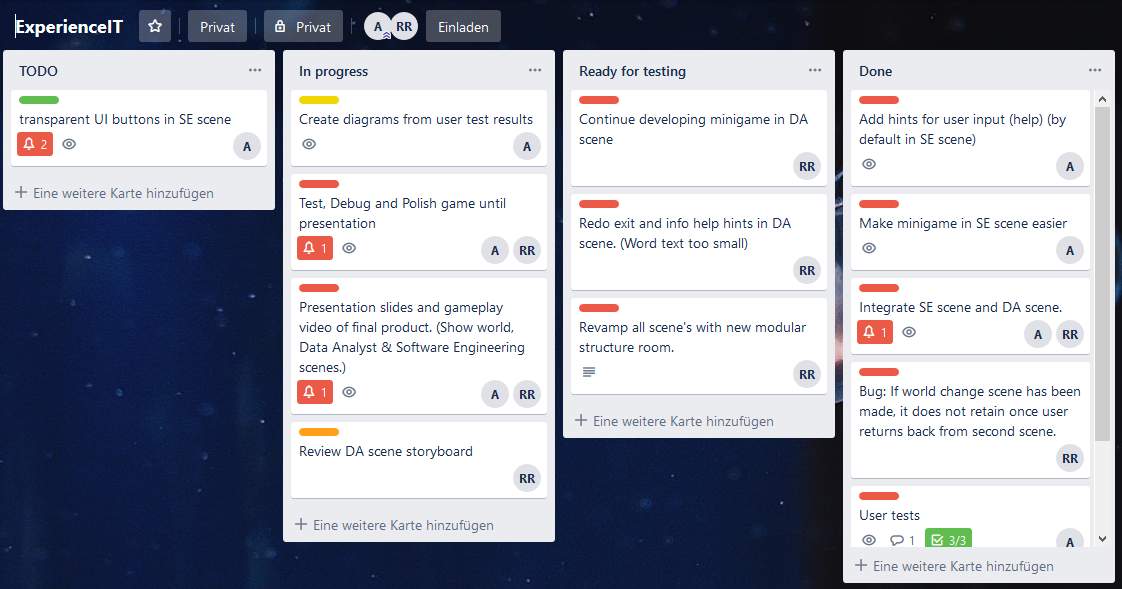 ExperienceIT
Privat
Privat
A
RR
Einladen
TODO
transparent UI buttons in SE scene
2
A
+ Eine weitere Karte hinzufügen
In progress
Create diagrams from user test results
A
Test, Debug and Polish game until
presentation
1
A RR
Presentation slides and gameplay
video of final product. (Show world,
Data Analyst & Software Engineering
scenes.)
1
A RR
Review DA scene storyboard
RR
+ Eine weitere Karte hinzufügen
Ready for testing
Continue developing minigame in DA
scene
RR
Redo exit and info help hints in DA
scene. (Word text too small)
RR
Revamp all scene's with new modular
structure room.
RR
+ Eine weitere Karte hinzufügen
Done
Add hints for user input (help) (by
default in SE scene)
A
Make minigame in SE scene easier
A
Integrate SE scene and DA scene.
1
A RR
Bug: If world change scene has been
made, it does not retain once user
returns back from second scene.
RR
User tests
1 3/3
A
+ Eine weitere Karte hinzufügen